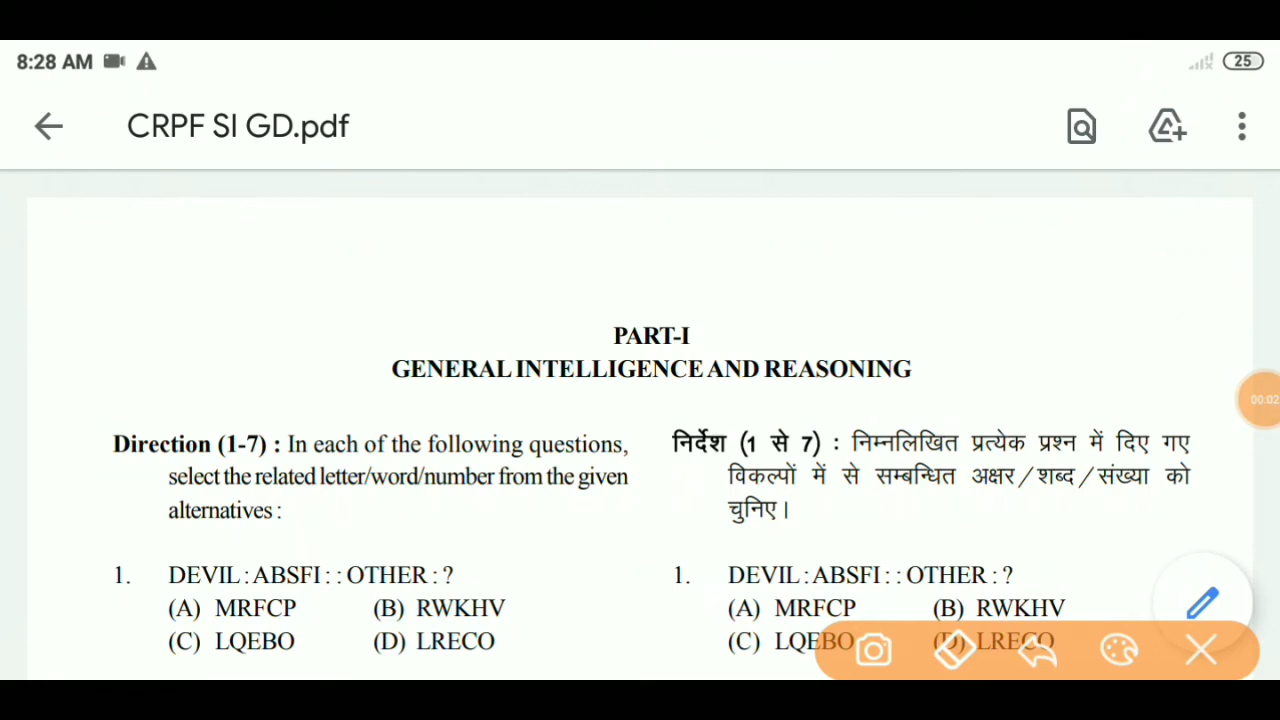 8:28 AM
25
CRPF SI GD.pdf
PART-I
GENERAL INTELLIGENCE AND REASONING
Direction (1-7) : In each of the following questions,
select the related letter/word/number from the given
alternatives :
1. DEVIL : ABSFI : : OTHER : ?
(A) MRFCP (B) RWKHV
(C) LQEBO (D) LRECO
निर्देश (1 से 7) : निम्नलिखित प्रत्येक प्रश्न में दिए गए
विकल्पों में से सम्बन्धित अक्षर/शब्द/संख्या को
चुनिए।
1. DEVIL : ABSFI : : OTHER : ?
(A) MRFCP (B) RWKHV
(C) LQEBO (D) LRECO
00:02